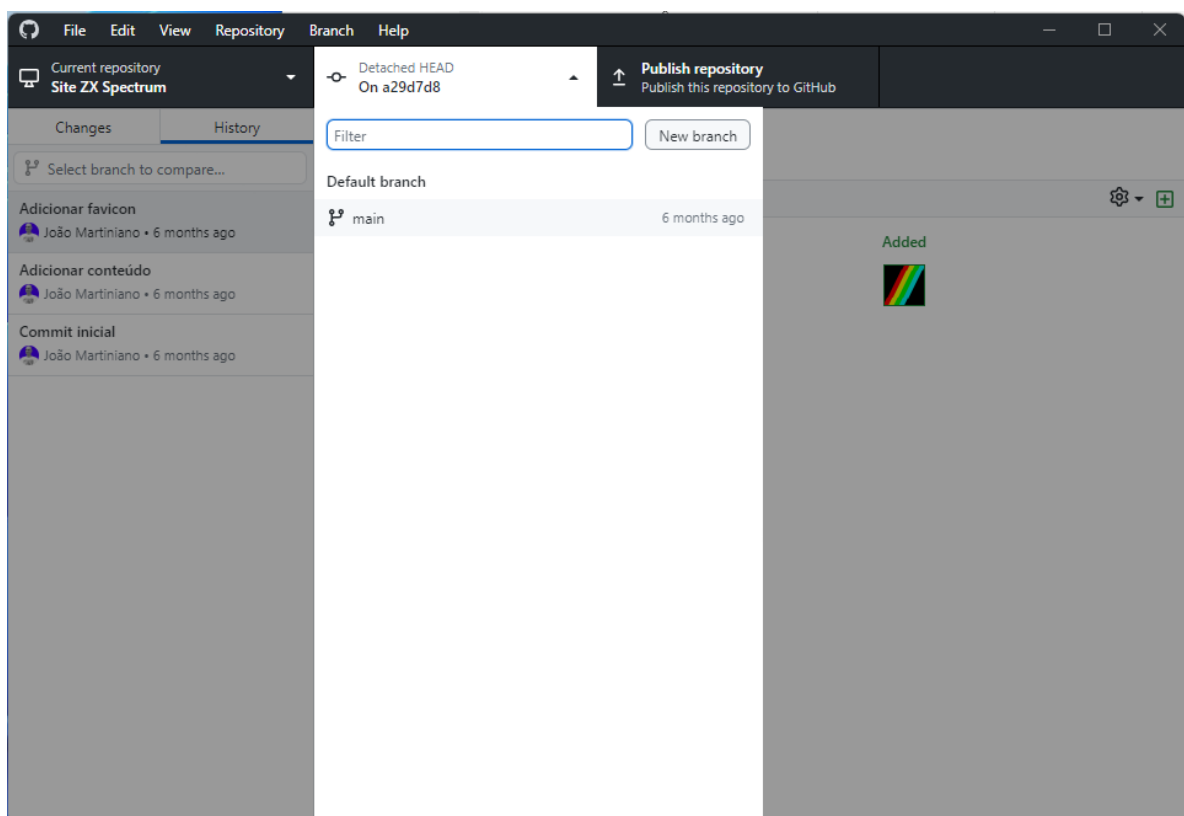 File Edit View Repository Branch Help
Current repository
Site ZX Spectrum
Detached HEAD
On a29d7d8
Publish repository
Publish this repository to GitHub
Changes History
Filter
New branch
Select branch to compare...
Default branch
main 6 months ago
Adicionar favicon
João Martiniano • 6 months ago
Adicionar conteúdo
João Martiniano • 6 months ago
Commit inicial
João Martiniano • 6 months ago
Added